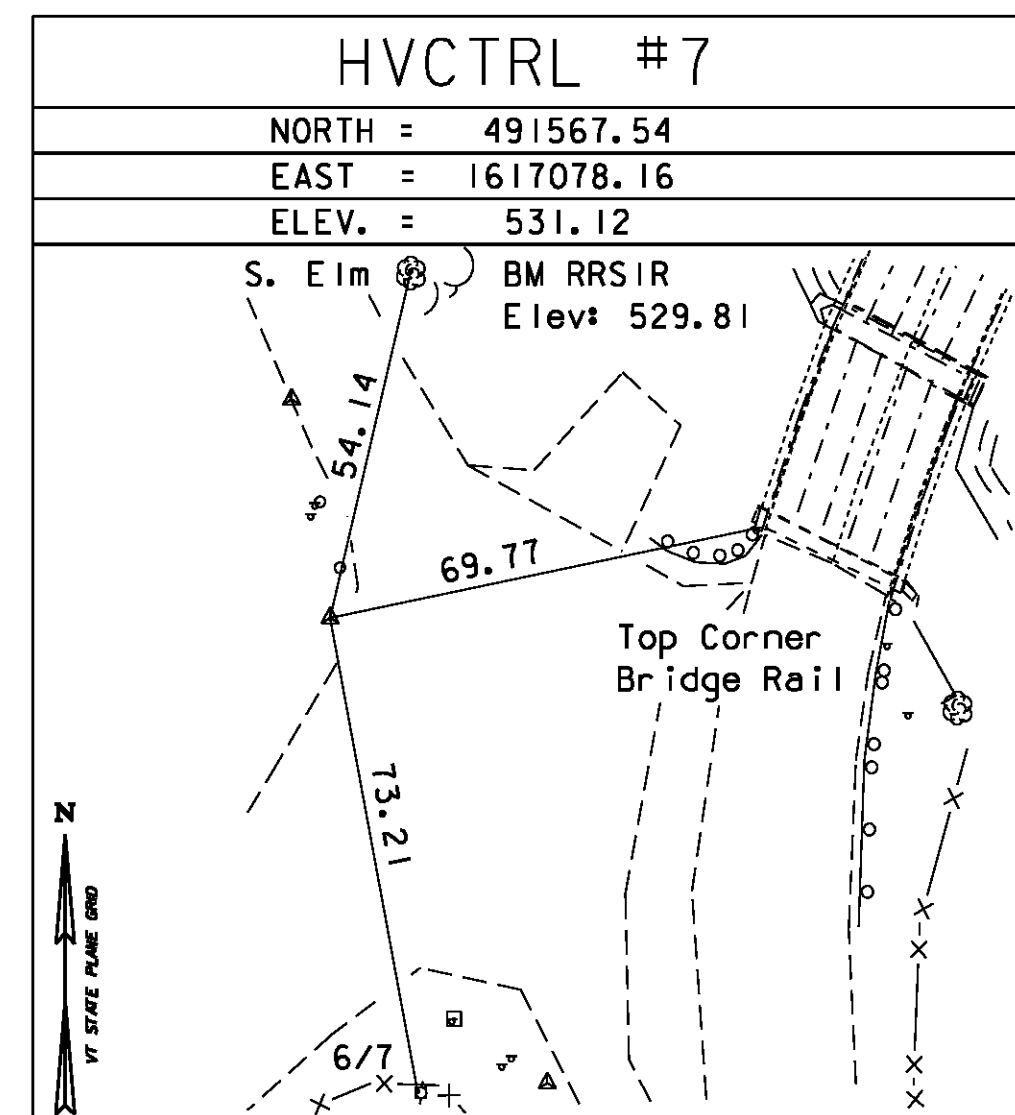 HVCTRL #7
NORTH = 491567.54
EAST = 1617078.16
ELEV. = 531.12
S. Elm
BM RRS1R
Elev: 529.81
54.14
69.77
Top Corner
Bridge Rail
73.21
N
VT STATE PLANE GRID
6/7